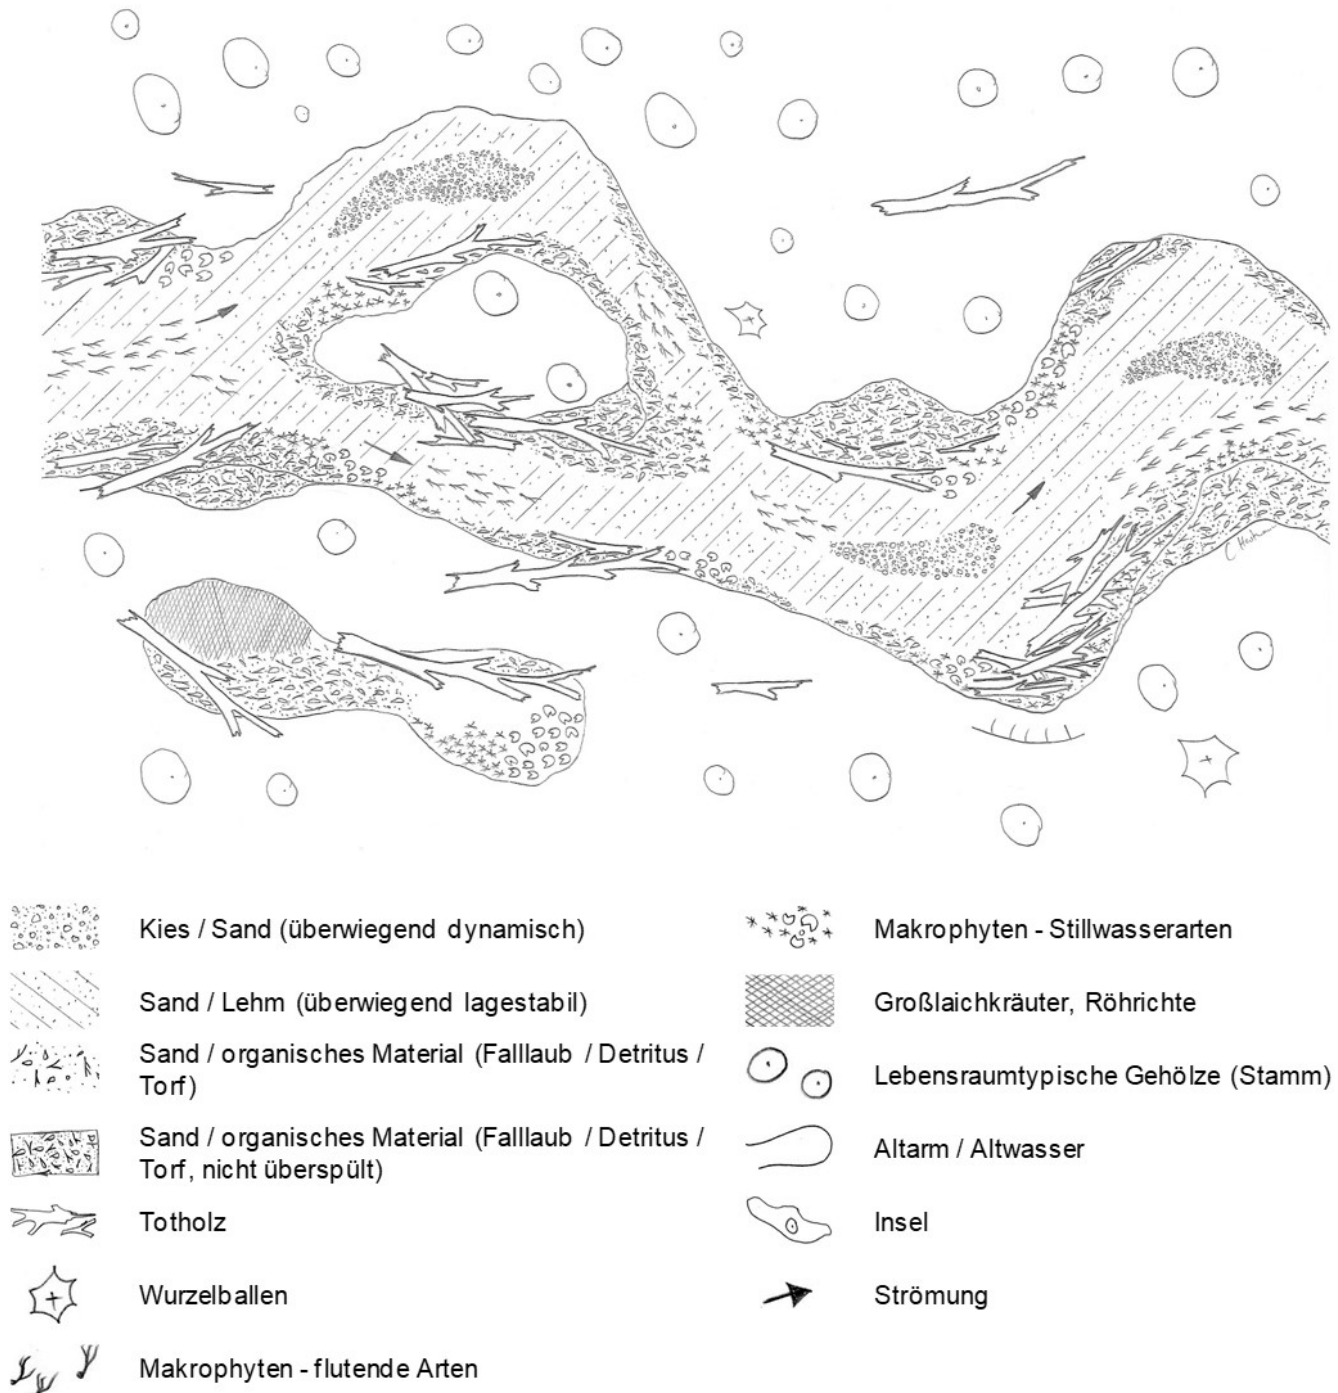 Kies / Sand (überwiegend dynamisch)
Sand / Lehm (überwiegend lagestabil)
Sand / organisches Material (Falllaub / Detritus /
Torf)
Sand / organisches Material (Falllaub / Detritus /
Torf, nicht überspült)
Totholz
Wurzelballen
Makrophyten - flutende Arten
Makrophyten - Stillwasserarten
Großlaichkräuter, Röhrichte
Lebensraumtypische Gehölze (Stamm)
Altarm / Altwasser
Insel
Strömung